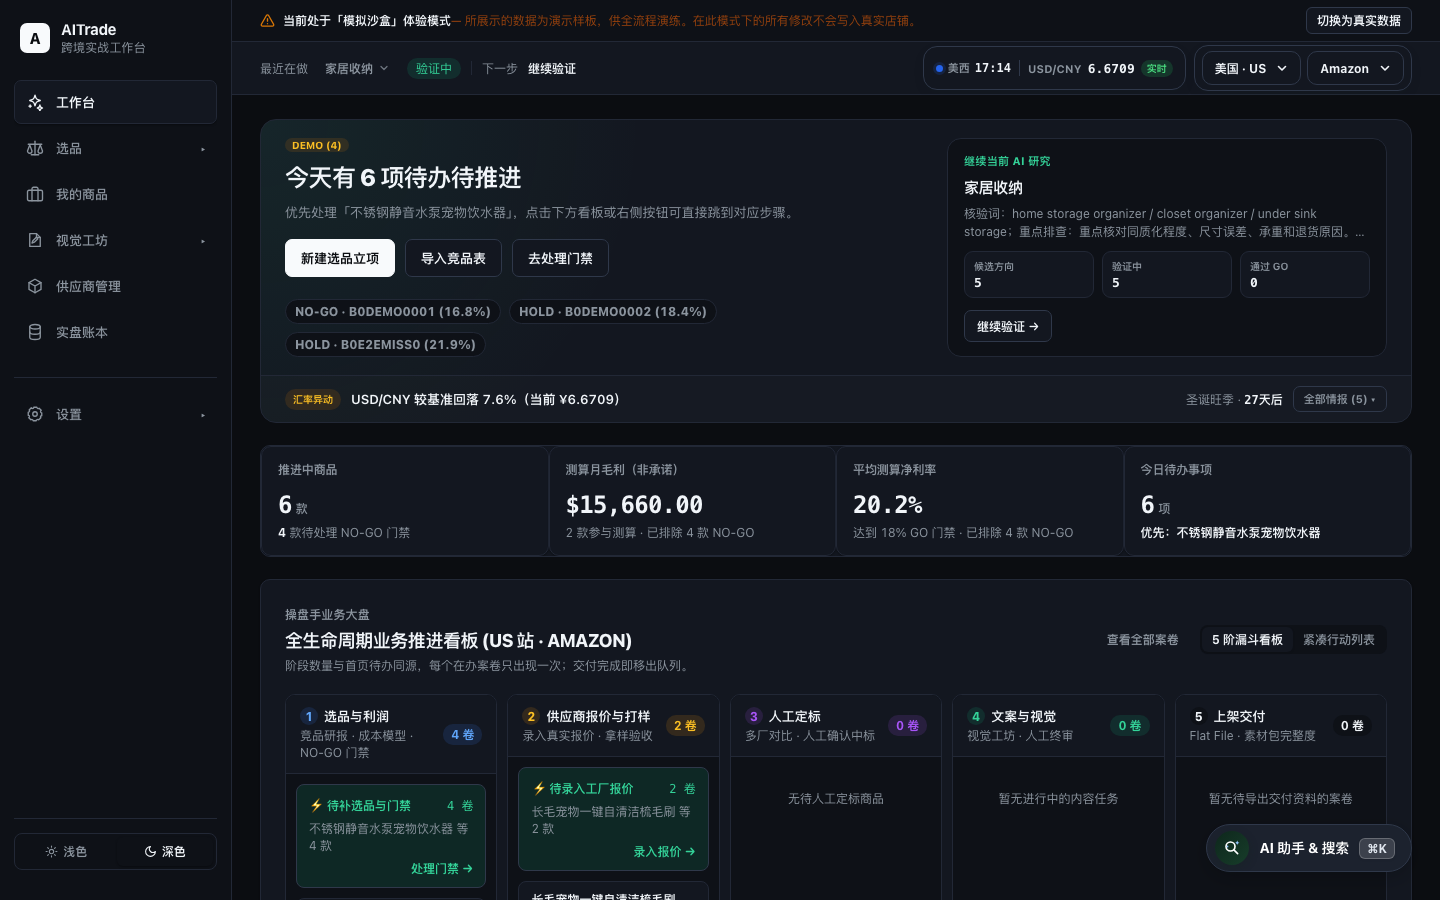 A
AITrade
跨境实战工作台
工作台
选品
我的商品
视觉工坊
供应商管理
实盘账本
设置
浅色
深色
当前处于「模拟沙盒」体验模式— 所展示的数据为演示样板，供全流程演练。在此模式下的所有修改不会写入真实店铺。
切换为真实数据
最近在做 家居收纳 验证中 下一步 继续验证
美西 17:14 USD/CNY 6.6709 实时
美国 · US
Amazon
DEMO (4)
今天有 6 项待办待推进
优先处理「不锈钢静音水泵宠物饮水器」，点击下方看板或右侧按钮可直接跳到对应步骤。
新建选品立项 导入竞品表 去处理门禁
NO-GO · B0DEMO0001 (16.8%) HOLD · B0DEMO0002 (18.4%)
HOLD · B0E2EMISS0 (21.9%)
继续当前 AI 研究
家居收纳
核验词：home storage organizer / closet organizer / under sink
storage；重点排查：重点核对同质化程度、尺寸误差、承重和退货原因。...
候选方向
5
验证中
5
通过 GO
0
继续验证 →
汇率异动 USD/CNY 较基准回落 7.6%（当前 ¥6.6709）
圣诞旺季 · 27天后 全部情报 (5) ▾
推进中商品
6 款
4 款待处理 NO-GO 门禁
测算月毛利（非承诺）
$15,660.00
2 款参与测算 · 已排除 4 款 NO-GO
平均测算净利率
20.2%
达到 18% GO 门禁 · 已排除 4 款 NO-GO
今日待办事项
6 项
优先：不锈钢静音水泵宠物饮水器
操盘手业务大盘
全生命周期业务推进看板 (US 站 · AMAZON)
阶段数量与首页待办同源，每个在办案卷只出现一次；交付完成即移出队列。
查看全部案卷 5 阶漏斗看板 紧凑行动列表
1 选品与利润
竞品研报 · 成本模型 ·
NO-GO 门禁
4 卷
⚡ 待补选品与门禁 4 卷
不锈钢静音水泵宠物饮水器 等
4 款
处理门禁 →
2 供应商报价与打样
录入真实报价 · 拿样验收
2 卷
⚡ 待录入工厂报价 2 卷
长毛宠物一键自清洁梳毛刷 等
2 款
录入报价 →
长毛宠物一键自清洁梳毛刷
3 人工定标
多厂对比 · 人工确认中标
0 卷
无待人工定标商品
4 文案与视觉
视觉工坊 · 人工终审
0 卷
暂无进行中的内容任务
5 上架交付
Flat File · 素材包完整度
0 卷
暂无待导出交付资料的案卷
AI 助手 & 搜索 ⌘K